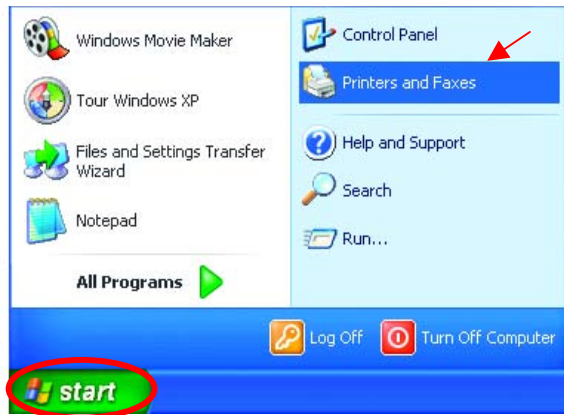 Windows Movie Maker
Tour Windows XP
Files and Settings Transfer
Wizard
Notepad
All Programs
Control Panel
Printers and Faxes
Help and Support
Search
Run...
Log Off
Turn Off Computer
start